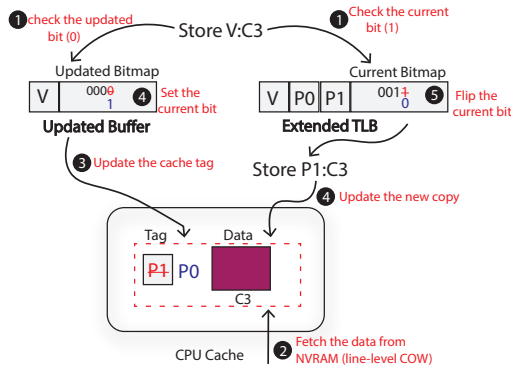 1 check the updated
bit (0)
Store V:C3
1 Check the current
bit (1)
Updated Bitmap
V 0000 4 Set the
1 current bit
Updated Buffer
Current Bitmap
V P0 P1 0011 5 Flip the
0 current bit
Extended TLB
3 Update the cache tag
Store P1:C3
4 Update the new copy
Tag Data
P1 P0
C3
CPU Cache
2 Fetch the data from
NVRAM (line-level COW)